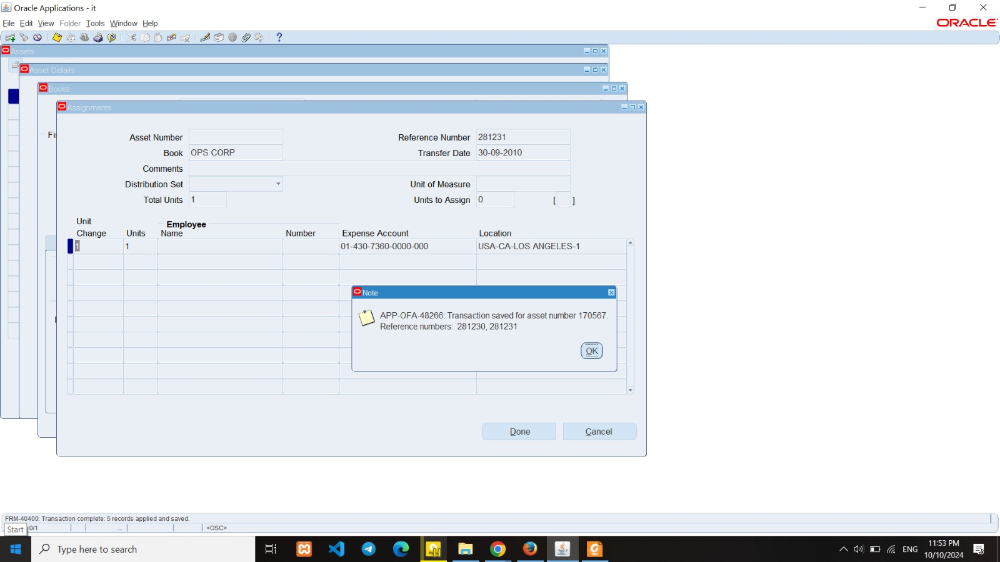 Oracle Applications - it
File Edit View Folder Tools Window Help
ORACLE
Assets
Asset Details
Books
Assignments
Asset Number
Reference Number 281231
Book OPS CORP
Transfer Date 30-09-2010
Comments
Distribution Set
Unit of Measure
Total Units 1
Units to Assign 0 [ ]
Unit Change Units Employee Name Number Expense Account Location
1 1 01-430-7360-0000-000 USA-CA-LOS ANGELES-1
Note
APP-OFA-48266: Transaction saved for asset number 170567.
Reference numbers: 281230, 281231
OK
Done Cancel
FRM-40400: Transaction complete: 5 records applied and saved.
Start 0/1 ... <OSC>
Type here to search
ENG
11:53 PM
10/10/2024